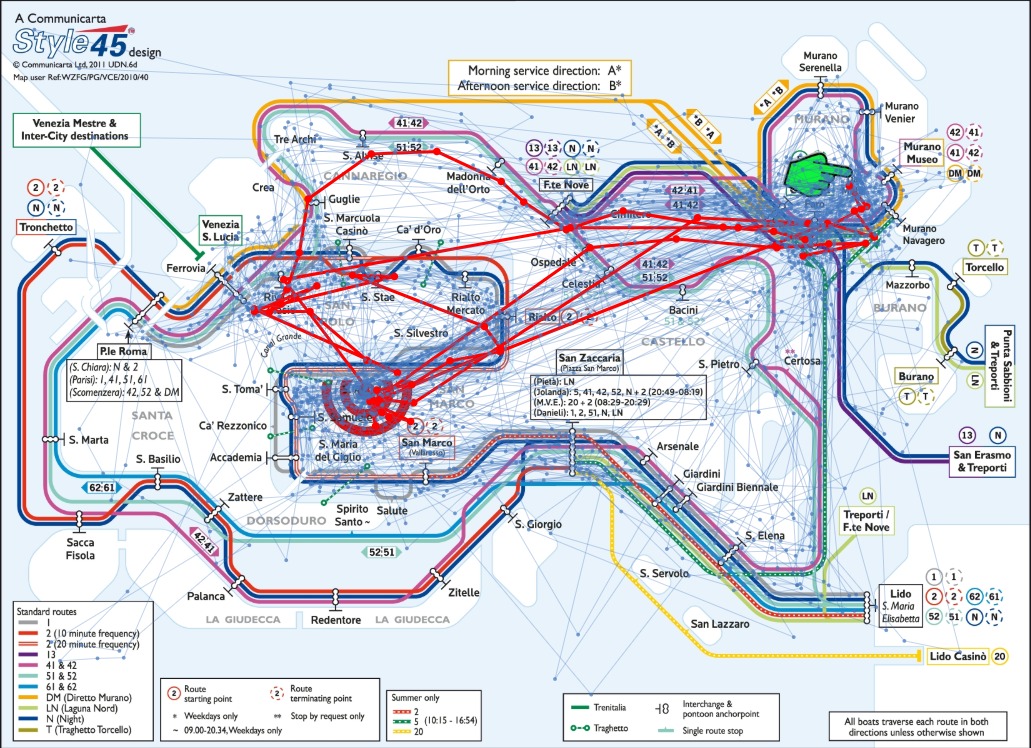 A Communicarta
Style45 design
© Communicarta Ltd, 2011 UDN.6d
Map user Ref:WZFG/PG/VCE/2010/40
Morning service direction: A*
Afternoon service direction: B*
*A *B
*B *A
*A *B
Venezia Mestre &
Inter-City destinations
2 2
N N
Tronchetto
Venezia
S. Lucia
Ferrovia
Tre Archi
Crea
Guglie
41 42
51 52
CANNAREGIO
S. Marcuola
Casinò
Ca' d'Oro
S. Stae
Rialto
Mercato
S. Silvestro
Madonna
dell'Orto
13 13 N N
41 42 LN LN
F.te Nove
42 41
41 42
Ospedale
Celestia
41 42
51 52
Bacini
CASTELLO
S. Pietro
**
Certosa
Murano
Serenella
MURANO
Murano
Venier
Murano
Museo
42 41
41 42
DM DM
Murano
Navagero
T T
Torcello
Mazzorbo
BURANO
Burano
T T
N
LN
Punta Sabbioni
& Treporti
13 N
San Erasmo
& Treporti
LN
Treporti /
F.te Nove
P.le Roma
(S. Chiara): N & 2
(Parisi): 1, 41, 51, 61
(Scomenzera): 42, 52 & DM
Canal Grande
SANTA
CROCE
S. Marta
S. Basilio
62 61
Sacca
Fisola
42 41
Zattere
Palanca
LA GIUDECCA
Redentore
LA GIUDECCA
Zitelle
S. Giorgio
52 51
DORSODURO
Spirito
Santo ~
Salute
S. Toma'
Ca' Rezzonico
Accademia
S. Maria
del Giglio
MARCO
2 2
San Marco
(Vallaresso)
San Zaccaria
(Piazza San Marco)
(Pietà): LN
(Jolanda): 5, 41, 42, 52, N + 2 (20:49-08:19)
(M.V.E.): 20 + 2 (08:29-20:29)
(Danieli): 1, 2, 51, N, LN
Arsenale
Giardini
Giardini Biennale
S. Elena
S. Servolo
San Lazzaro
Lido
S. Maria
Elisabetta
1 1
2 2 62 61
52 51 N N
Lido Casinò 20
Standard routes
1
2 (10 minute frequency)
2 (20 minute frequency)
13
41 & 42
51 & 52
61 & 62
DM (Diretto Murano)
LN (Laguna Nord)
N (Night)
T (Traghetto Torcello)
2 Route
starting point
2 Route
terminating point
* Weekdays only
** Stop by request only
~ 09.00-20.34, Weekdays only
Summer only
2
5 (10:15 - 16:54)
20
Trenitalia
Traghetto
Interchange &
pontoon anchorpoint
Single route stop
All boats traverse each route in both
directions unless otherwise shown